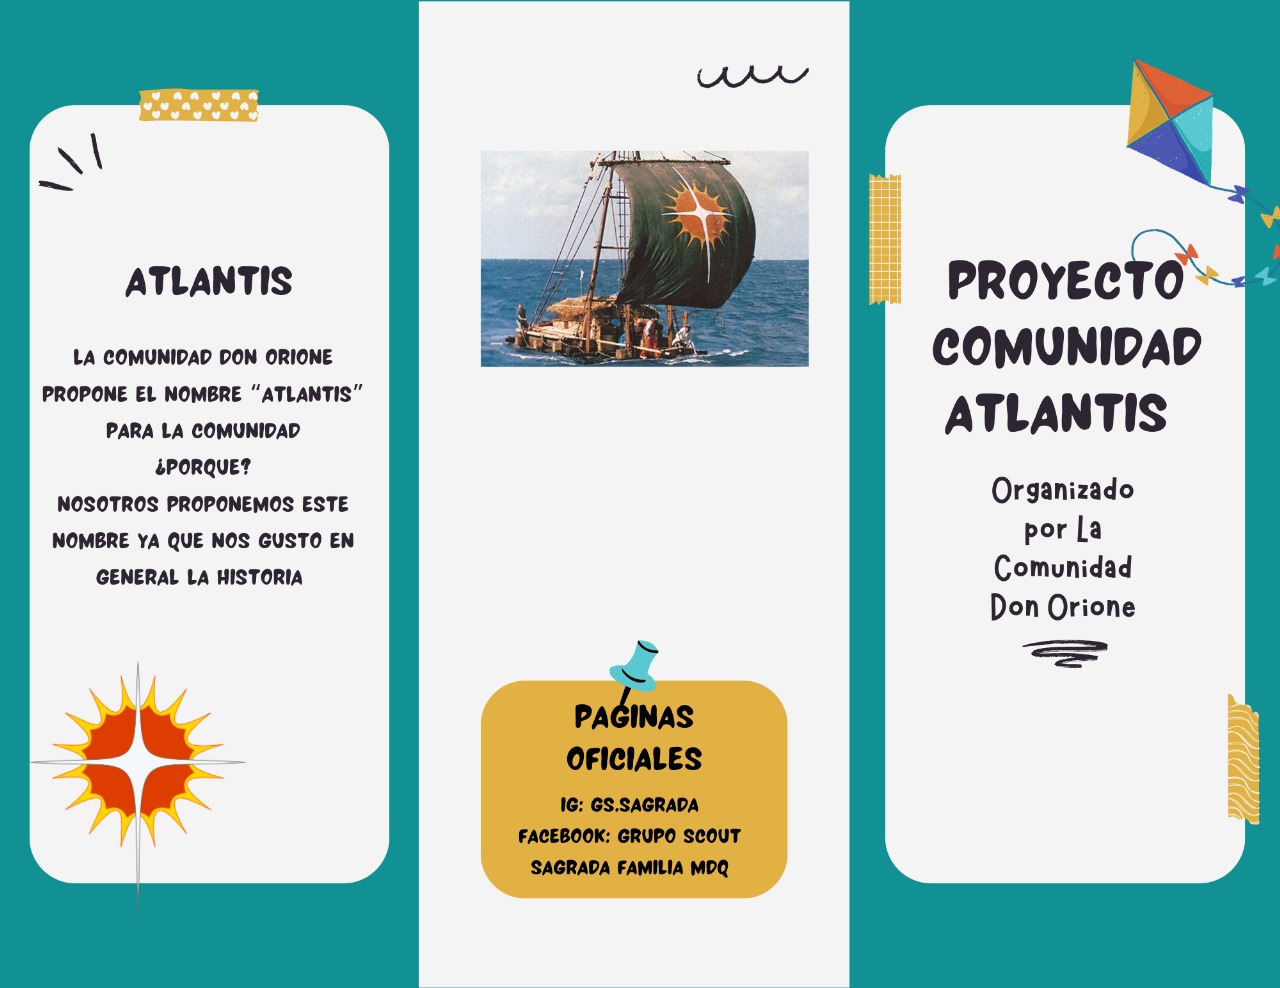 ATLANTIS
LA COMUNIDAD DON ORIONE
PROPONE EL NOMBRE “ATLANTIS”
PARA LA COMUNIDAD
¿PORQUE?
NOSOTROS PROPONEMOS ESTE
NOMBRE YA QUE NOS GUSTO EN
GENERAL LA HISTORIA
PAGINAS
OFICIALES
IG: GS.SAGRADA
FACEBOOK: GRUPO SCOUT
SAGRADA FAMILIA MDQ
PROYECTO
COMUNIDAD
ATLANTIS
Organizado
por La
Comunidad
Don Orione